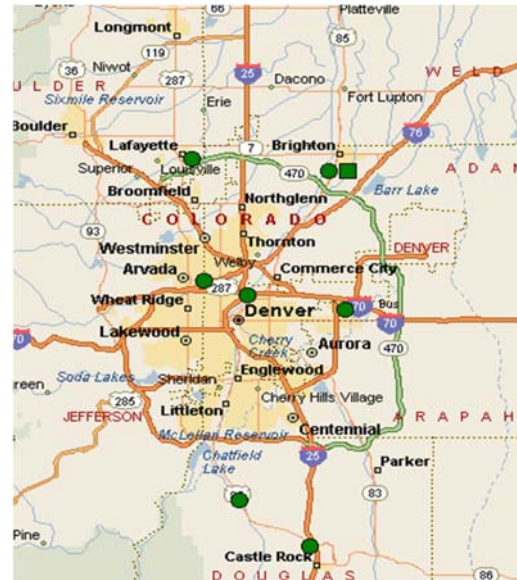 66
Platteville
Longmont
85
119
Niwot
287
36
25
Dacono
WELD
ULDER
Sixmile Reservoir
Erie
Fort Lupton
Boulder
76
Lafayette
7
Brighton
Superior
Louisville
470
ADAM
Broomfield
Northglenn
Barr Lake
COLORADO
93
Thornton
DENVER
Westminster
Welby
Arvada
Commerce City
287
Wheat Ridge
70
Bus
Denver
70
70
Lakewood
Cherry Creek
Aurora
470
Soda Lakes
Sheridan
Englewood
reen
285
Cherry Hills Village
JEFFERSON
Littleton
ARAPAH
McLellan Reservoir
Centennial
Chatfield Lake
25
Parker
83
Pine
Castle Rock
DOUGLAS